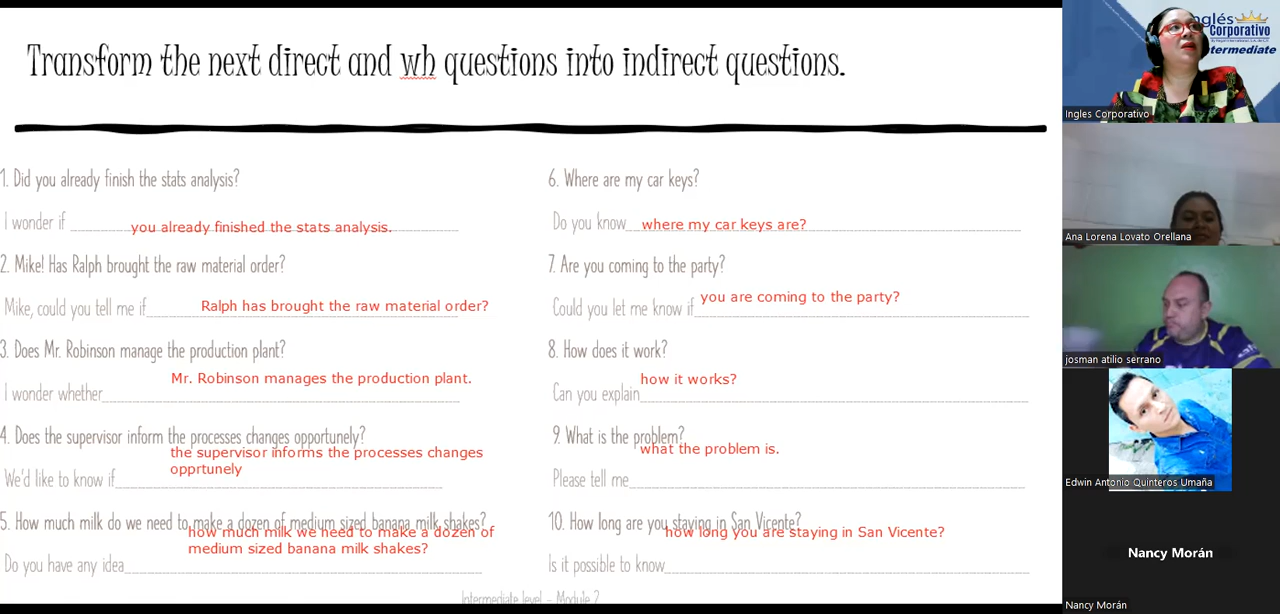 Transform the next direct and wh questions into indirect questions.
1. Did you already finish the stats analysis?
I wonder if you already finished the stats analysis.
2. Mike! Has Ralph brought the raw material order?
Mike, could you tell me if Ralph has brought the raw material order?
3. Does Mr. Robinson manage the production plant?
I wonder whether Mr. Robinson manages the production plant.
4. Does the supervisor inform the processes changes opportunely?
the supervisor informs the processes changes
opprtunely
We'd like to know if
5. How much milk do we need to make a dozen of medium sized banana milk shakes?
how much milk we need to make a dozen of
medium sized banana milk shakes?
Do you have any idea
6. Where are my car keys?
Do you know where my car keys are?
7. Are you coming to the party?
Could you let me know if you are coming to the party?
8. How does it work?
how it works?
Can you explain
9. What is the problem?
what the problem is.
Please tell me
10. How long are you staying in San Vicente?
how long you are staying in San Vicente?
Is it possible to know
Intermediate level - Module 2
Inglés
Corporativo
termediate
Ingles Corporativo
Ana Lorena Lovato Orellana
josman atilio serrano
Edwin Antonio Quinteros Umaña
Nancy Morán
Nancy Morán